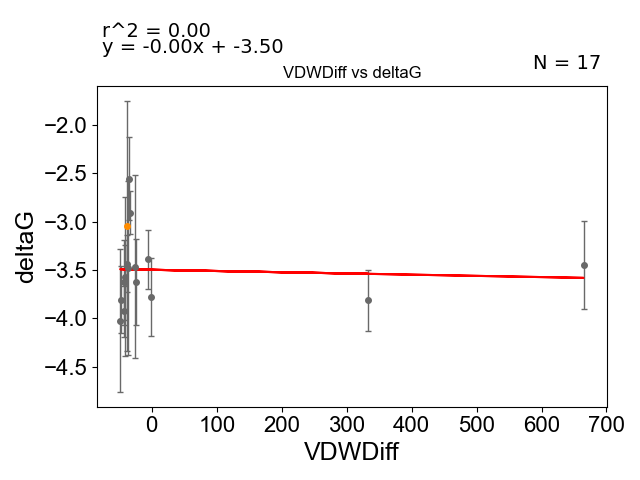 r^2 = 0.00
y = -0.00x + -3.50
N = 17
VDWDiff vs deltaG
deltaG
−2.0
−2.5
−3.0
−3.5
−4.0
−4.5
0 100 200 300 400 500 600 700
VDWDiff